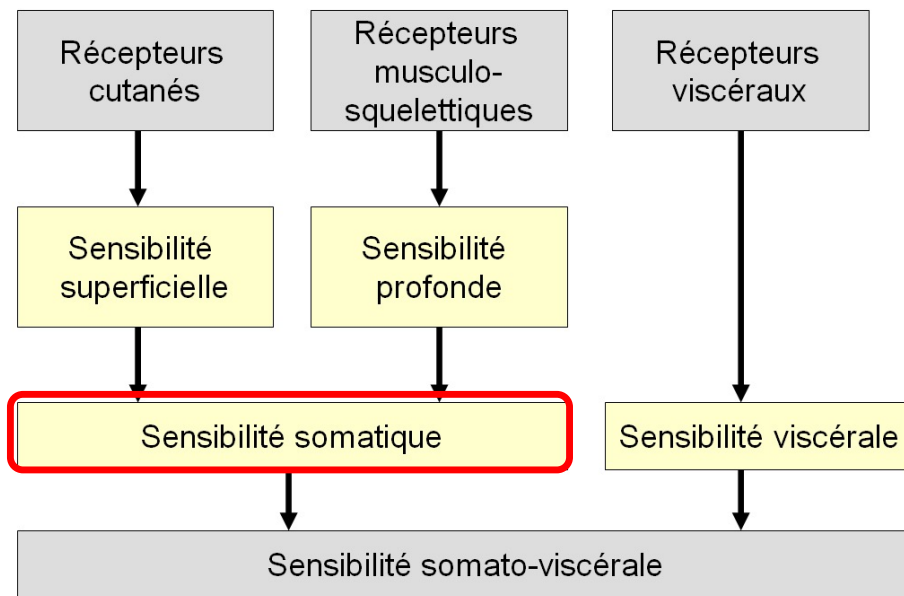 Récepteurs
cutanés
Récepteurs
musculo-
squelettiques
Récepteurs
viscéraux
Sensibilité
superficielle
Sensibilité
profonde
Sensibilité somatique
Sensibilité viscérale
Sensibilité somato-viscérale